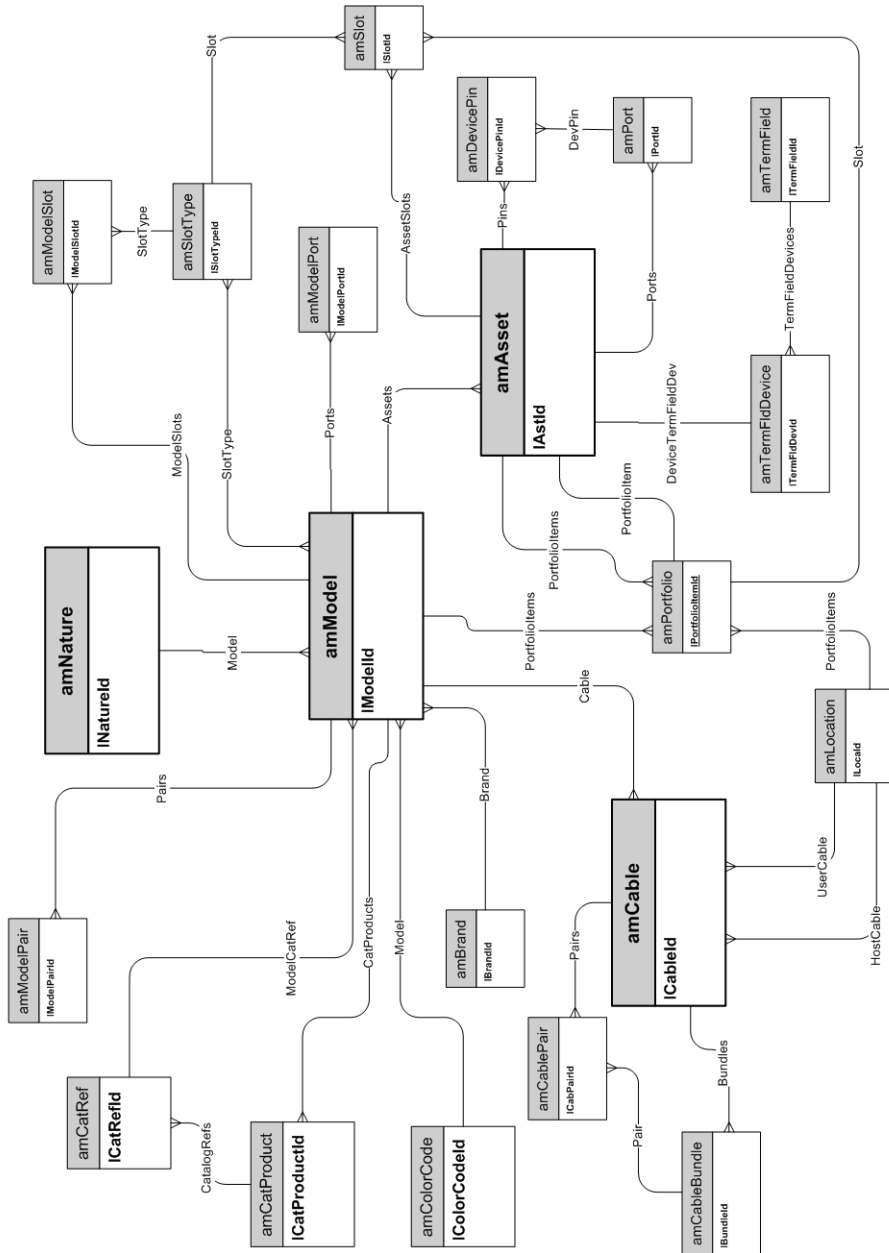 amModelPair
lModelPairId
amNature
lNatureId
amModelSlot
lModelSlotId
amCatRef
lCatRefId
Pairs
SlotType
ModelSlots
CatalogRefs
amSlotType
lSlotTypeId
Slot
Model
SlotType
amCatProduct
lCatProductId
ModelCatRef
amModel
lModelId
amModelPort
lModelPortId
Ports
amSlot
lSlotId
CatProducts
Assets
Model
AssetSlots
amColorCode
lColorCodeId
amBrand
lBrandId
Brand
amDevicePin
lDevicePinId
amAsset
lAstId
Pins
PortfolioItems
amCablePair
lCabPairId
PortfolioItems
Pairs
DevPin
Cable
amCable
lCableId
PortfolioItem
amPort
lPortId
Pair
Ports
amPortfolio
lPortfolioItemId
DeviceTermFieldDev
amCableBundle
lBundleId
Bundles
amTermFldDevice
lTermFldDevId
amTermField
lTermFieldId
TermFieldDevices
UserCable
amLocation
lLocaId
PortfolioItems
Slot
HostCable